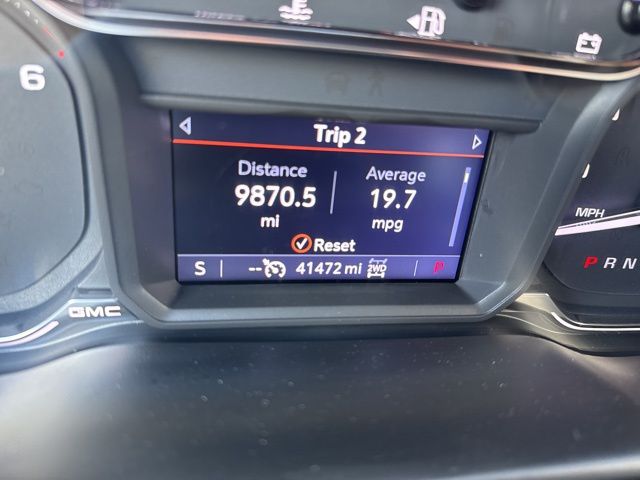 6
Trip 2
Distance
Average
9870.5
19.7
mi
mpg
Reset
S -- 41472 mi 2WD P
MPH
P R N
GMC